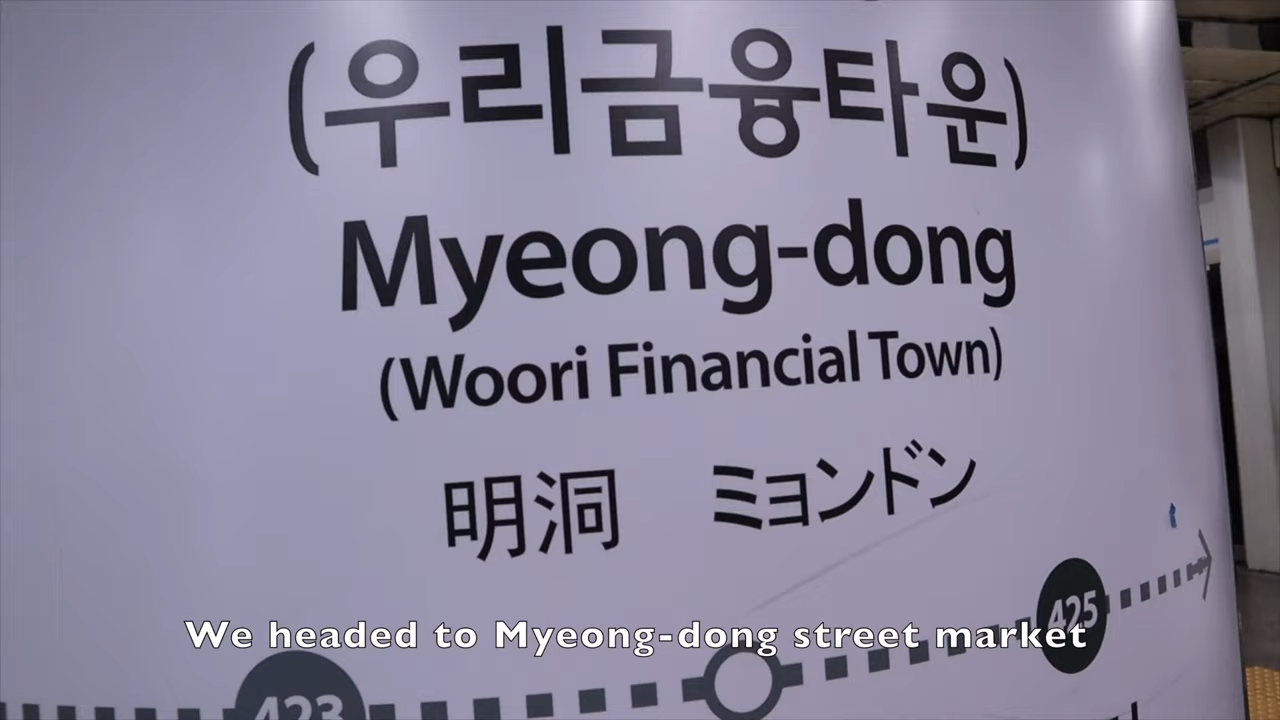 (우리금융타운)
Myeong-dong
(Woori Financial Town)
明洞 ミョンドン
425
We headed to Myeong-dong street market
423